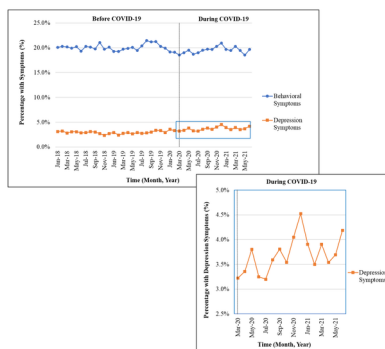 Before COVID-19 During COVID-19
25.0%
20.0%
15.0%
10.0%
5.0%
0.0%
Percentage with Symptoms (%)
Jan-18 Mar-18 May-18 Jul-18 Sep-18 Nov-18 Jan-19 Mar-19 May-19 Jul-19 Sep-19 Nov-19 Jan-20 Mar-20 May-20 Jul-20 Sep-20 Nov-20 Jan-21 Mar-21 May-21
Time (Month, Year)
Behavioral
Symptoms
Depression
Symptoms
During COVID-19
5.0%
4.5%
4.0%
3.5%
3.0%
2.5%
Percentage with Depression Symptoms (%)
Mar-20 May-20 Jul-20 Sep-20 Nov-20 Jan-21 Mar-21 May-21
Time (Month, Year)
Depression
Symptoms